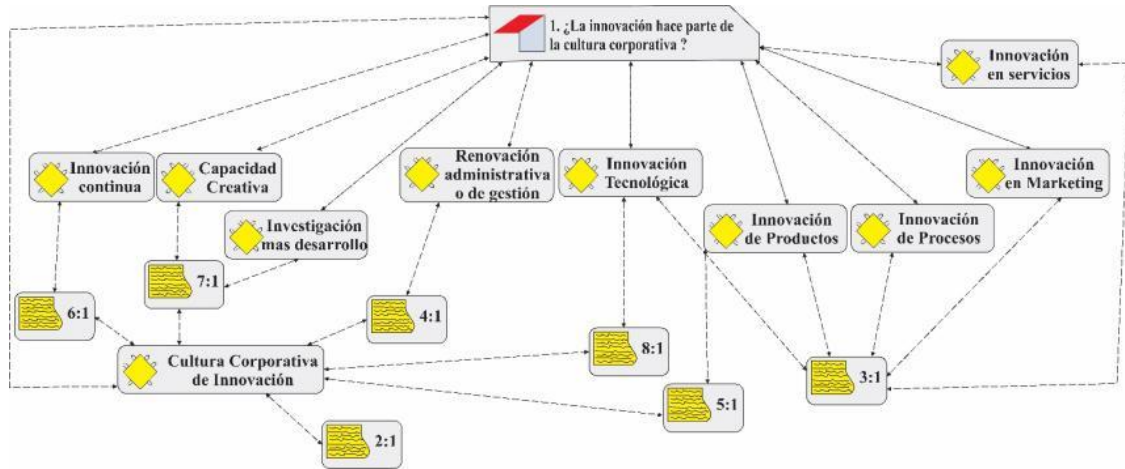 1. ¿La innovación hace parte de
la cultura corporativa ?
Innovación
en servicios
Innovación
continua
Capacidad
Creativa
Renovación
administrativa
o de gestión
Innovación
Tecnológica
Innovación
en Marketing
Investigación
mas desarrollo
Innovación
de Productos
Innovación
de Procesos
7:1
6:1
4:1
8:1
3:1
Cultura Corporativa
de Innovación
5:1
2:1